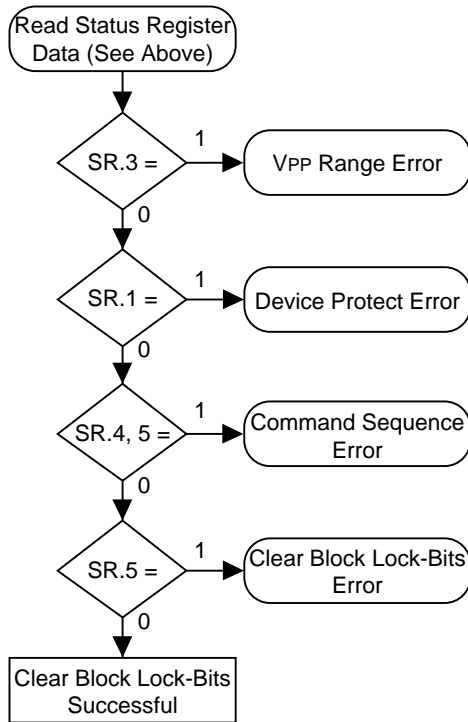 Read Status Register
Data (See Above)
SR.3 =
1
VPP Range Error
0
SR.1 =
1
Device Protect Error
0
SR.4, 5 =
1
Command Sequence
Error
0
SR.5 =
1
Clear Block Lock-Bits
Error
0
Clear Block Lock-Bits
Successful